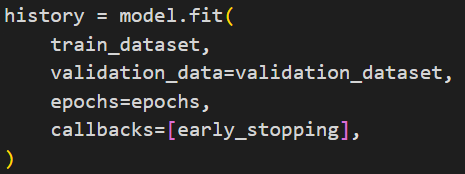 history = model.fit(
    train_dataset,
    validation_data=validation_dataset,
    epochs=epochs,
    callbacks=[early_stopping],
)